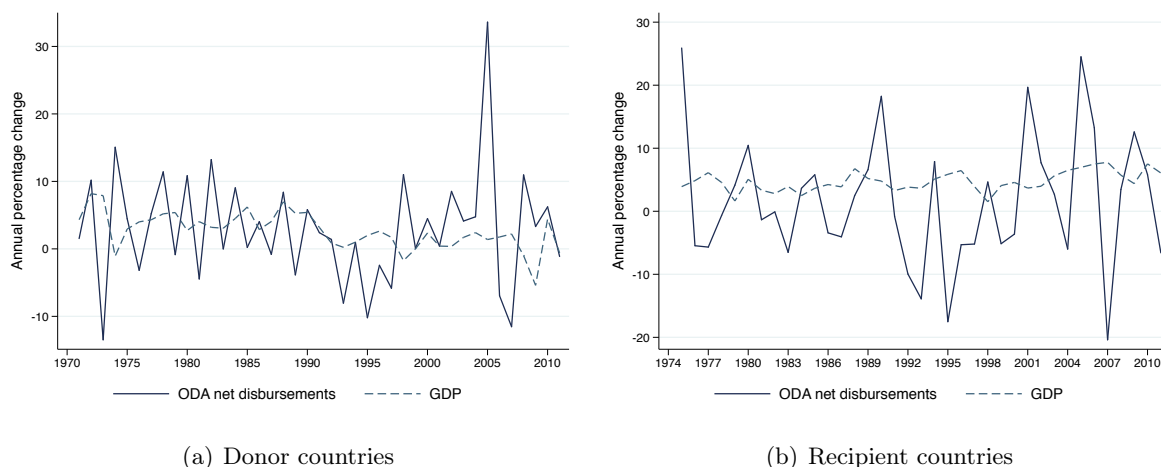 Annual percentage change
30
20
10
0
-10
1970 1975 1980 1985 1990 1995 2000 2005 2010
ODA net disbursements GDP
(a) Donor countries
Annual percentage change
30
20
10
0
-10
-20
1974 1977 1980 1983 1986 1989 1992 1995 1998 2001 2004 2007 2010
ODA net disbursements GDP
(b) Recipient countries